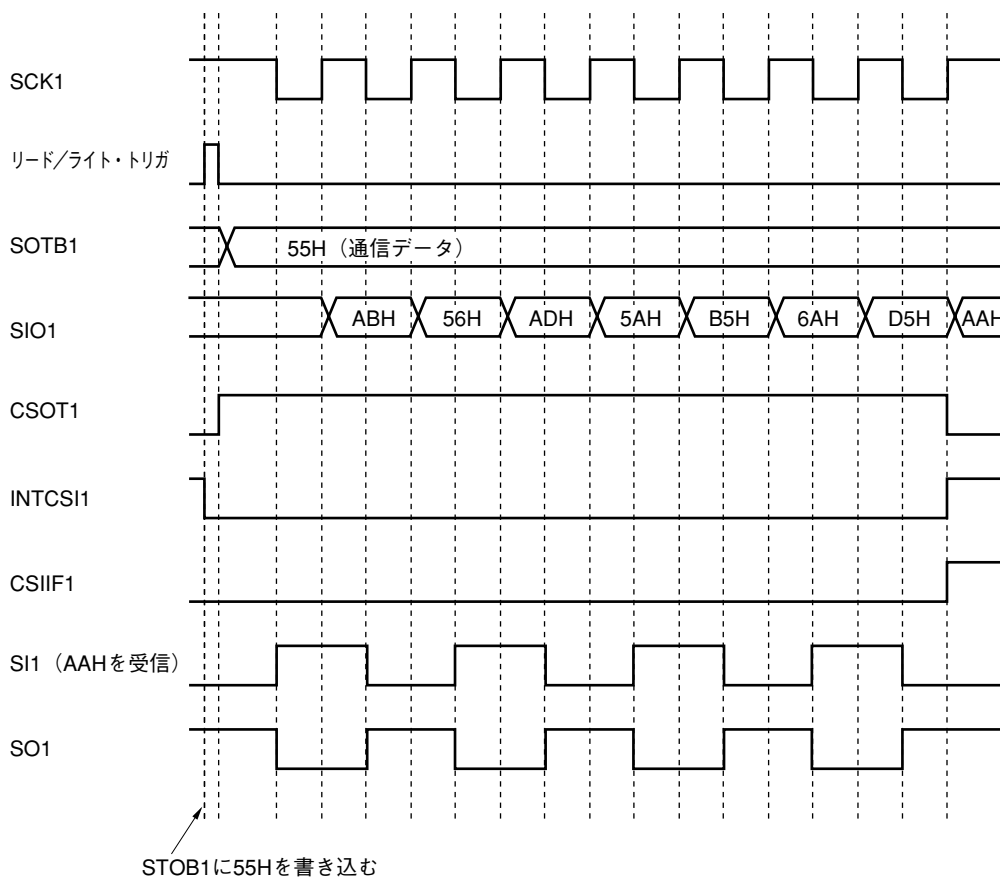 SCK1
リード/ライト・トリガ
SOTB1
55H（通信データ）
SIO1
ABH 56H ADH 5AH B5H 6AH D5H AAH
CSOT1
INTCSI1
CSIIF1
SI1（AAHを受信）
SO1
STOB1に55Hを書き込む